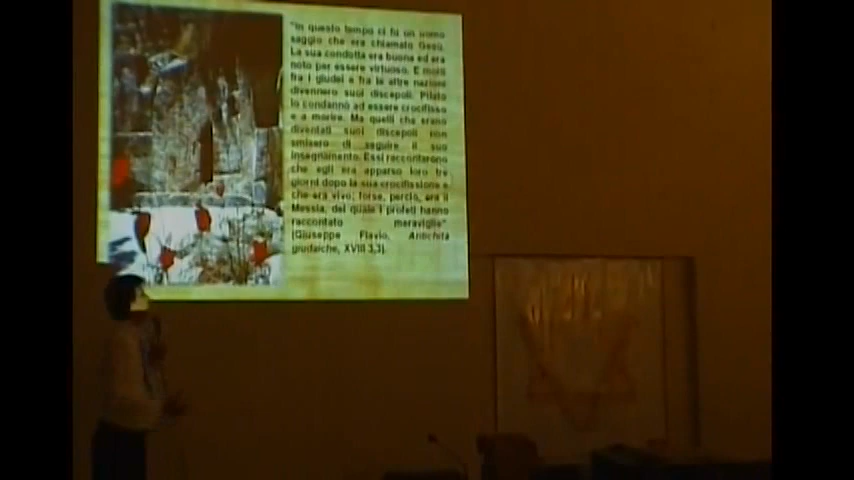 "In questo tempo ci fu un uomo
saggio che era chiamato Gesù.
La sua condotta era buona ed era
noto per essere virtuoso. E molti
fra i giudei e fra le altre nazioni
divennero suoi discepoli. Pilato
lo condannò ad essere crocifisso
e a morire. Ma quelli che erano
diventati suoi discepoli non
smisero di seguire il suo
insegnamento. Essi raccontarono
che egli era apparso loro tre
giorni dopo la sua crocifissione e
che era vivo; forse, perciò, era il
Messia, del quale i profeti hanno
raccontato meraviglie"
(Giuseppe Flavio, Antichità
giudaiche, XVIII 3,3).